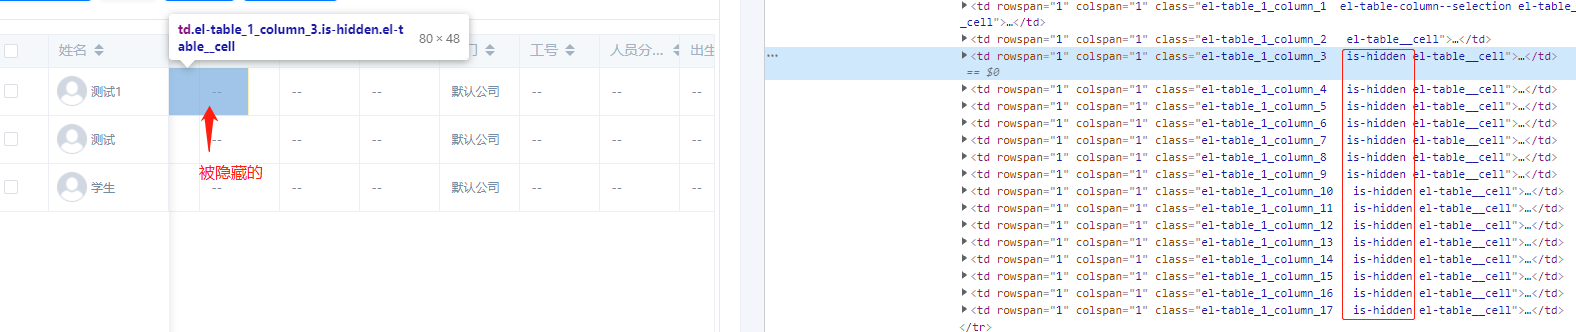 td.el-table_1_column_3.is-hidden.el-t
able__cell
80 × 48
姓名
门
工号
人员分...
出生
测试1
--
--
--
默认公司
--
--
--
测试
--
--
--
默认公司
--
--
--
被隐藏的
学生
--
--
--
默认公司
--
--
--
<td rowspan="1" colspan="1" class="el-table_1_column_1  el-table-column--selection el-table_
_cell">…</td>
<td rowspan="1" colspan="1" class="el-table_1_column_2   el-table__cell">…</td>
<td rowspan="1" colspan="1" class="el-table_1_column_3   is-hidden el-table__cell">…</td>
== $0
<td rowspan="1" colspan="1" class="el-table_1_column_4   is-hidden el-table__cell">…</td>
<td rowspan="1" colspan="1" class="el-table_1_column_5   is-hidden el-table__cell">…</td>
<td rowspan="1" colspan="1" class="el-table_1_column_6   is-hidden el-table__cell">…</td>
<td rowspan="1" colspan="1" class="el-table_1_column_7   is-hidden el-table__cell">…</td>
<td rowspan="1" colspan="1" class="el-table_1_column_8   is-hidden el-table__cell">…</td>
<td rowspan="1" colspan="1" class="el-table_1_column_9   is-hidden el-table__cell">…</td>
<td rowspan="1" colspan="1" class="el-table_1_column_10   is-hidden el-table__cell">…</td>
<td rowspan="1" colspan="1" class="el-table_1_column_11   is-hidden el-table__cell">…</td>
<td rowspan="1" colspan="1" class="el-table_1_column_12   is-hidden el-table__cell">…</td>
<td rowspan="1" colspan="1" class="el-table_1_column_13   is-hidden el-table__cell">…</td>
<td rowspan="1" colspan="1" class="el-table_1_column_14   is-hidden el-table__cell">…</td>
<td rowspan="1" colspan="1" class="el-table_1_column_15   is-hidden el-table__cell">…</td>
<td rowspan="1" colspan="1" class="el-table_1_column_16   is-hidden el-table__cell">…</td>
<td rowspan="1" colspan="1" class="el-table_1_column_17   is-hidden el-table__cell">…</td>
</tr>